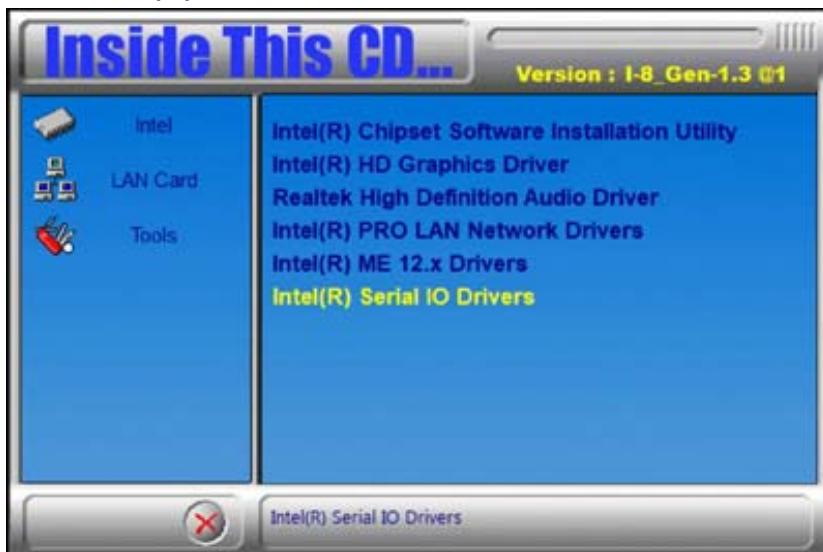 Inside This CD...
Version : I-8_Gen-1.3 @1
Intel
LAN Card
Tools
Intel(R) Chipset Software Installation Utility
Intel(R) HD Graphics Driver
Realtek High Definition Audio Driver
Intel(R) PRO LAN Network Drivers
Intel(R) ME 12.x Drivers
Intel(R) Serial IO Drivers
Intel(R) Serial IO Drivers